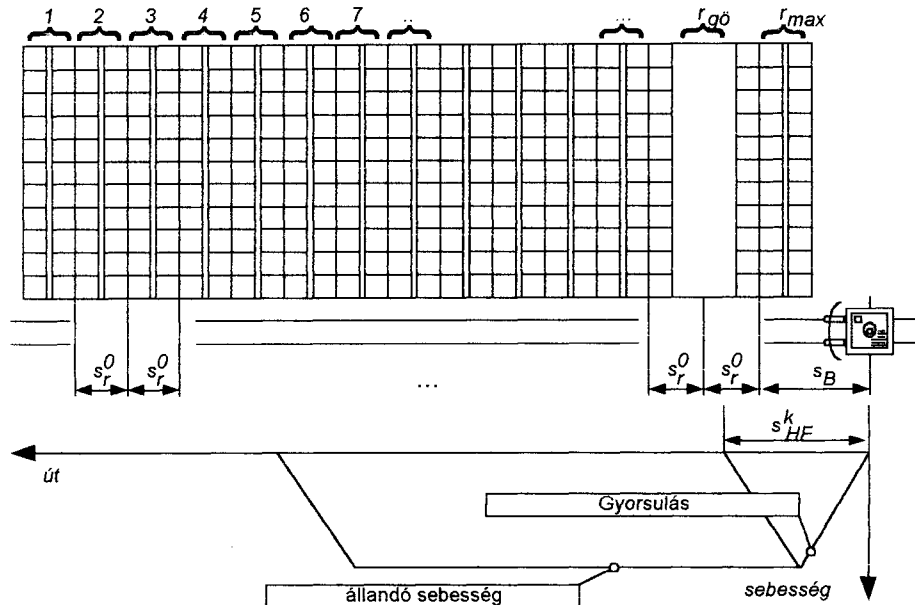 1 2 3 4 5 6 7 .. ... r_gö r_max
s_r^0 s_r^0 ... s_r^0 s_r^0 s_B
s_HF^k
út
Gyorsulás
állandó sebesség
sebesség